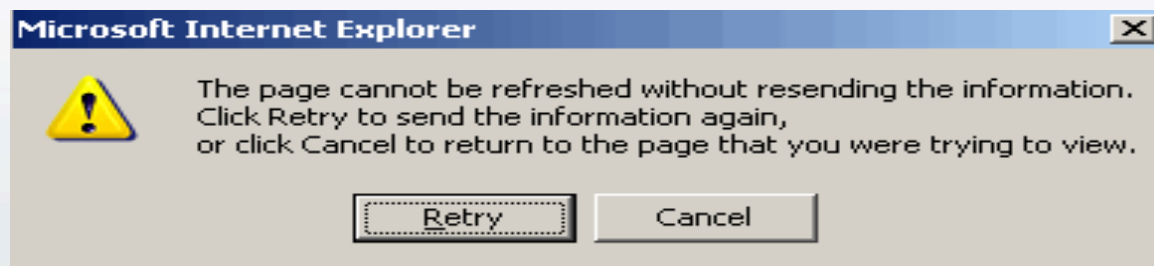 Microsoft Internet Explorer
The page cannot be refreshed without resending the information.
Click Retry to send the information again,
or click Cancel to return to the page that you were trying to view.
Retry
Cancel